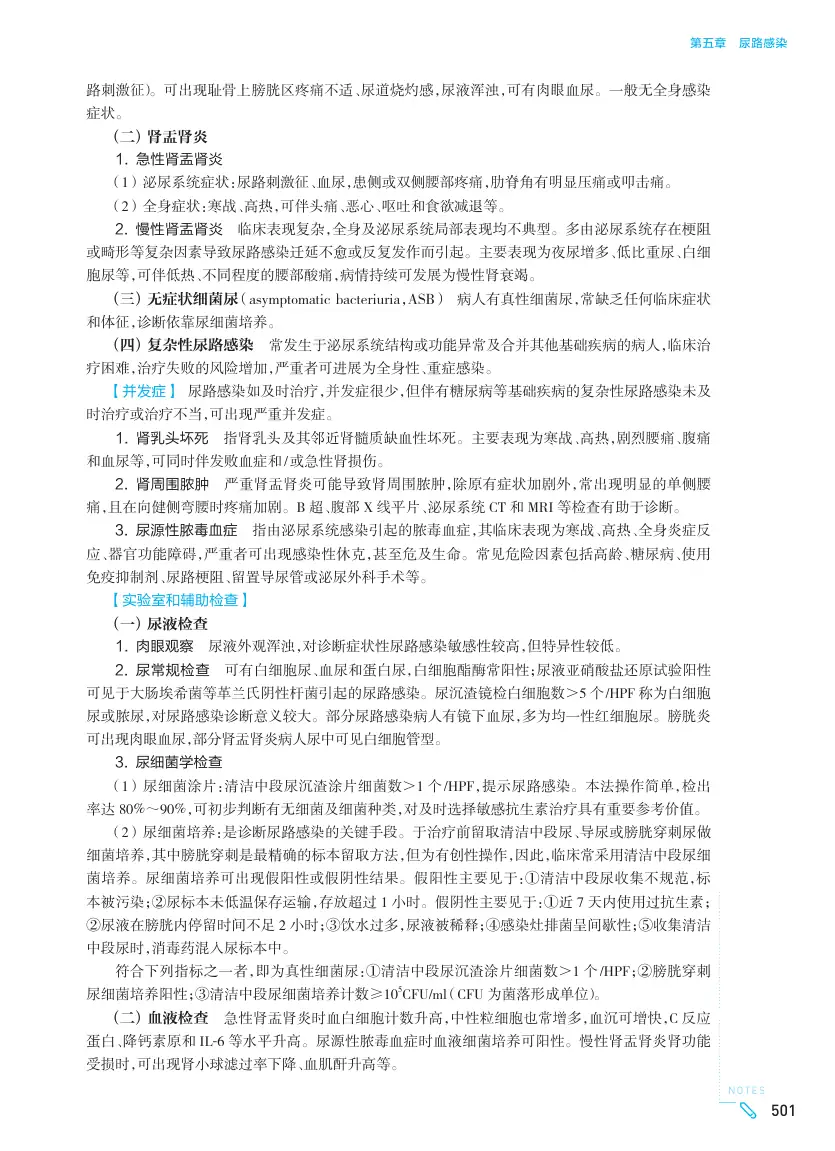 第五章 尿路感染
路刺激征)。可出现耻骨上膀胱区疼痛不适、尿道烧灼感,尿液浑浊,可有肉眼血尿。一般无全身感染
症状。
(二) 肾盂肾炎
1. 急性肾盂肾炎
(1)泌尿系统症状:尿路刺激征、血尿,患侧或双侧腰部疼痛,肋脊角有明显压痛或叩击痛。
(2)全身症状:寒战、高热,可伴头痛、恶心、呕吐和食欲减退等。
2. 慢性肾盂肾炎 临床表现复杂,全身及泌尿系统局部表现均不典型。多由泌尿系统存在梗阻
或畸形等复杂因素导致尿路感染迁延不愈或反复发作而引起。主要表现为夜尿增多、低比重尿、白细
胞尿等,可伴低热、不同程度的腰部酸痛,病情持续可发展为慢性肾衰竭。
(三) 无症状细菌尿(asymptomatic bacteriuria,ASB) 病人有真性细菌尿,常缺乏任何临床症状
和体征,诊断依靠尿细菌培养。
(四) 复杂性尿路感染 常发生于泌尿系统结构或功能异常及合并其他基础疾病的病人,临床治
疗困难,治疗失败的风险增加,严重者可进展为全身性、重症感染。
【并发症】 尿路感染如及时治疗,并发症很少,但伴有糖尿病等基础疾病的复杂性尿路感染未及
时治疗或治疗不当,可出现严重并发症。
1. 肾乳头坏死 指肾乳头及其邻近肾髓质缺血性坏死。主要表现为寒战、高热,剧烈腰痛、腹痛
和血尿等,可同时伴发败血症和/或急性肾损伤。
2. 肾周围脓肿 严重肾盂肾炎可能导致肾周围脓肿,除原有症状加剧外,常出现明显的单侧腰
痛,且在向健侧弯腰时疼痛加剧。B 超、腹部 X 线平片、泌尿系统 CT 和 MRI 等检查有助于诊断。
3. 尿源性脓毒血症 指由泌尿系统感染引起的脓毒血症,其临床表现为寒战、高热、全身炎症反
应、器官功能障碍,严重者可出现感染性休克,甚至危及生命。常见危险因素包括高龄、糖尿病、使用
免疫抑制剂、尿路梗阻、留置导尿管或泌尿外科手术等。
【实验室和辅助检查】
(一) 尿液检查
1. 肉眼观察 尿液外观浑浊,对诊断症状性尿路感染敏感性较高,但特异性较低。
2. 尿常规检查 可有白细胞尿、血尿和蛋白尿,白细胞酯酶常阳性;尿液亚硝酸盐还原试验阳性
可见于大肠埃希菌等革兰氏阴性杆菌引起的尿路感染。尿沉渣镜检白细胞数>5 个/HPF 称为白细胞
尿或脓尿,对尿路感染诊断意义较大。部分尿路感染病人有镜下血尿,多为均一性红细胞尿。膀胱炎
可出现肉眼血尿,部分肾盂肾炎病人尿中可见白细胞管型。
3. 尿细菌学检查
(1)尿细菌涂片:清洁中段尿沉渣涂片细菌数>1 个/HPF,提示尿路感染。本法操作简单,检出
率达 80%~90%,可初步判断有无细菌及细菌种类,对及时选择敏感抗生素治疗具有重要参考价值。
(2)尿细菌培养:是诊断尿路感染的关键手段。于治疗前留取清洁中段尿、导尿或膀胱穿刺尿做
细菌培养,其中膀胱穿刺是最精确的标本留取方法,但为有创性操作,因此,临床常采用清洁中段尿细
菌培养。尿细菌培养可出现假阳性或假阴性结果。假阳性主要见于:①清洁中段尿收集不规范,标
本被污染;②尿标本未低温保存运输,存放超过 1 小时。假阴性主要见于:①近 7 天内使用过抗生素;
②尿液在膀胱内停留时间不足 2 小时;③饮水过多,尿液被稀释;④感染灶排菌呈间歇性;⑤收集清洁
中段尿时,消毒药混入尿标本中。
符合下列指标之一者,即为真性细菌尿:①清洁中段尿沉渣涂片细菌数>1 个/HPF;②膀胱穿刺
尿细菌培养阳性;③清洁中段尿细菌培养计数≥10⁵CFU/ml(CFU 为菌落形成单位)。
(二) 血液检查 急性肾盂肾炎时血白细胞计数升高,中性粒细胞也常增多,血沉可增快,C 反应
蛋白、降钙素原和 IL-6 等水平升高。尿源性脓毒血症时血液细菌培养可阳性。慢性肾盂肾炎肾功能
受损时,可出现肾小球滤过率下降、血肌酐升高等。
NOTES
501